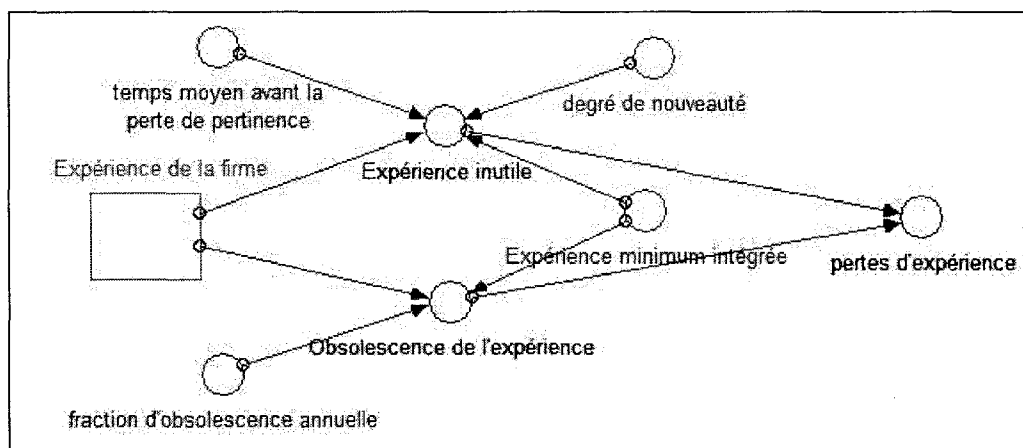 temps moyen avant la
perte de pertinence
degré de nouveauté
Expérience de la firme
Expérience inutile
Expérience minimum intégrée
pertes d'expérience
Obsolescence de l'expérience
fraction d'obsolescence annuelle